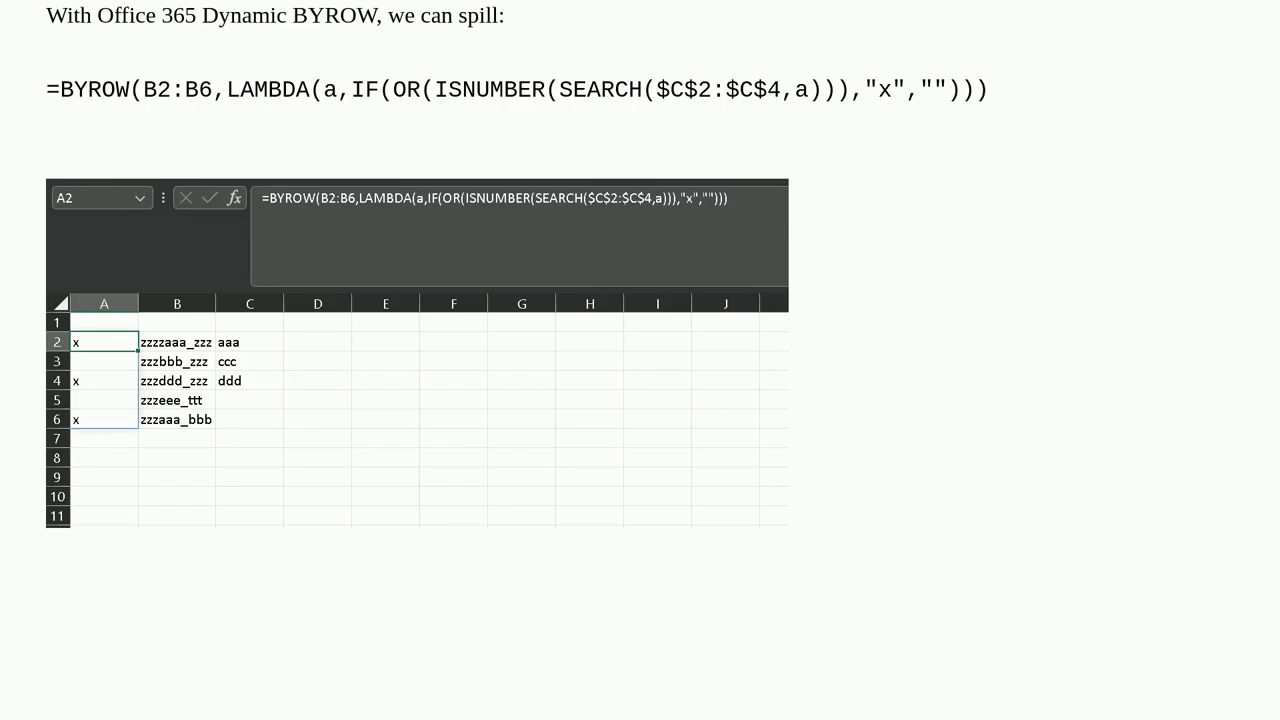 With Office 365 Dynamic BYROW, we can spill:
=BYROW(B2:B6,LAMBDA(a,IF(OR(ISNUMBER(SEARCH($C$2:$C$4,a))),"x","")))
A2 fx =BYROW(B2:B6,LAMBDA(a,IF(OR(ISNUMBER(SEARCH($C$2:$C$4,a))),"x","")))
A B C D E F G H I J
1
2 x zzzzaaa_zzz aaa
3 zzzbbb_zzz ccc
4 x zzzddd_zzz ddd
5 zzzeee_ttt
6 x zzzaaa_bbb
7
8
9
10
11